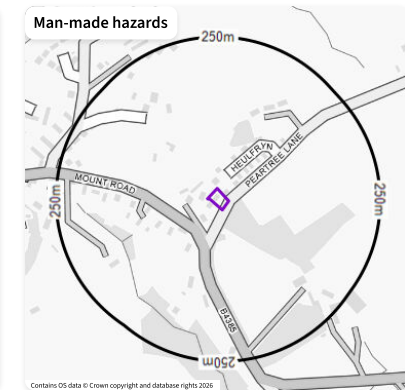 Man-made hazards
250m
HEULFRYN
PEARTREE LANE
MOUNT ROAD
250m
250m
B4385
250m
Contains OS data © Crown copyright and database rights 2026